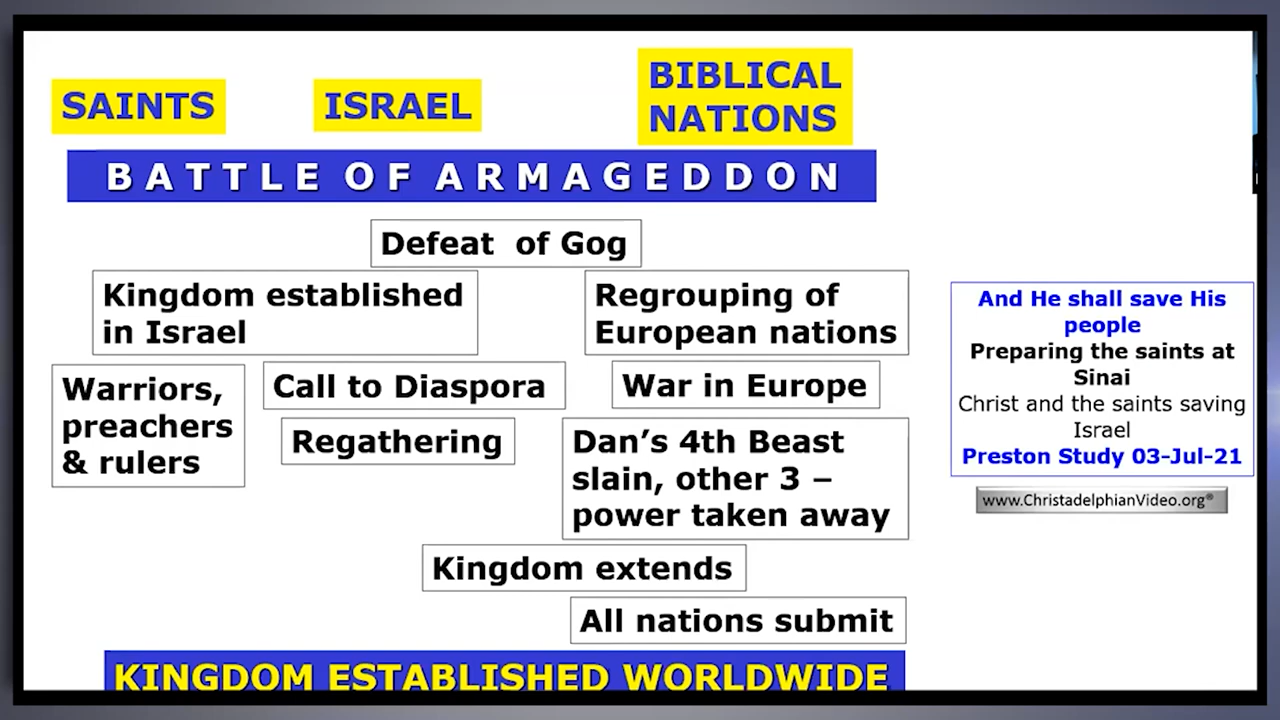 SAINTS
ISRAEL
BIBLICAL
NATIONS
BATTLE OF ARMAGEDDON
Defeat of Gog
Kingdom established
in Israel
Regrouping of
European nations
Warriors,
preachers
& rulers
Call to Diaspora
War in Europe
Regathering
Dan’s 4th Beast
slain, other 3 –
power taken away
Kingdom extends
All nations submit
KINGDOM ESTABLISHED WORLDWIDE
And He shall save His
people
Preparing the saints at
Sinai
Christ and the saints saving
Israel
Preston Study 03-Jul-21
www.ChristadelphianVideo.org®